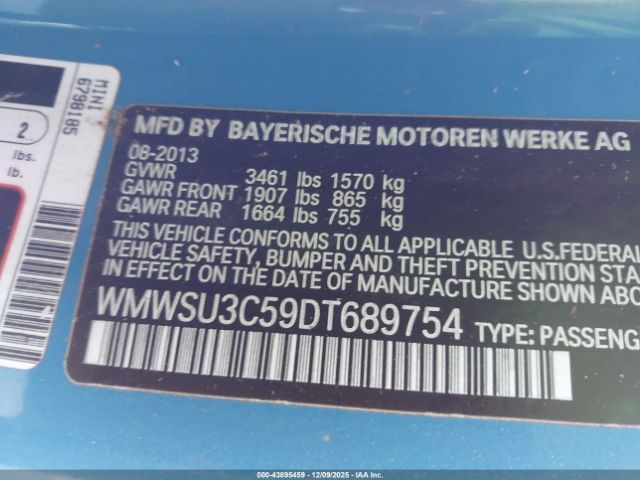 MINI
6798185
2
lbs.
lb.
MFD BY BAYERISCHE MOTOREN WERKE AG
08-2013
GVWR 3461 lbs 1570 kg
GAWR FRONT 1907 lbs 865 kg
GAWR REAR 1664 lbs 755 kg
THIS VEHICLE CONFORMS TO ALL APPLICABLE U.S.FEDERAL
VEHICLE SAFETY, BUMPER AND THEFT PREVENTION STA
IN EFFECT ON THE DATE OF MANUFACTURE SHOWN ABO
WMWSU3C59DT689754 TYPE: PASSENG
000-43895459 | 12/09/2025 - IAAI.COM